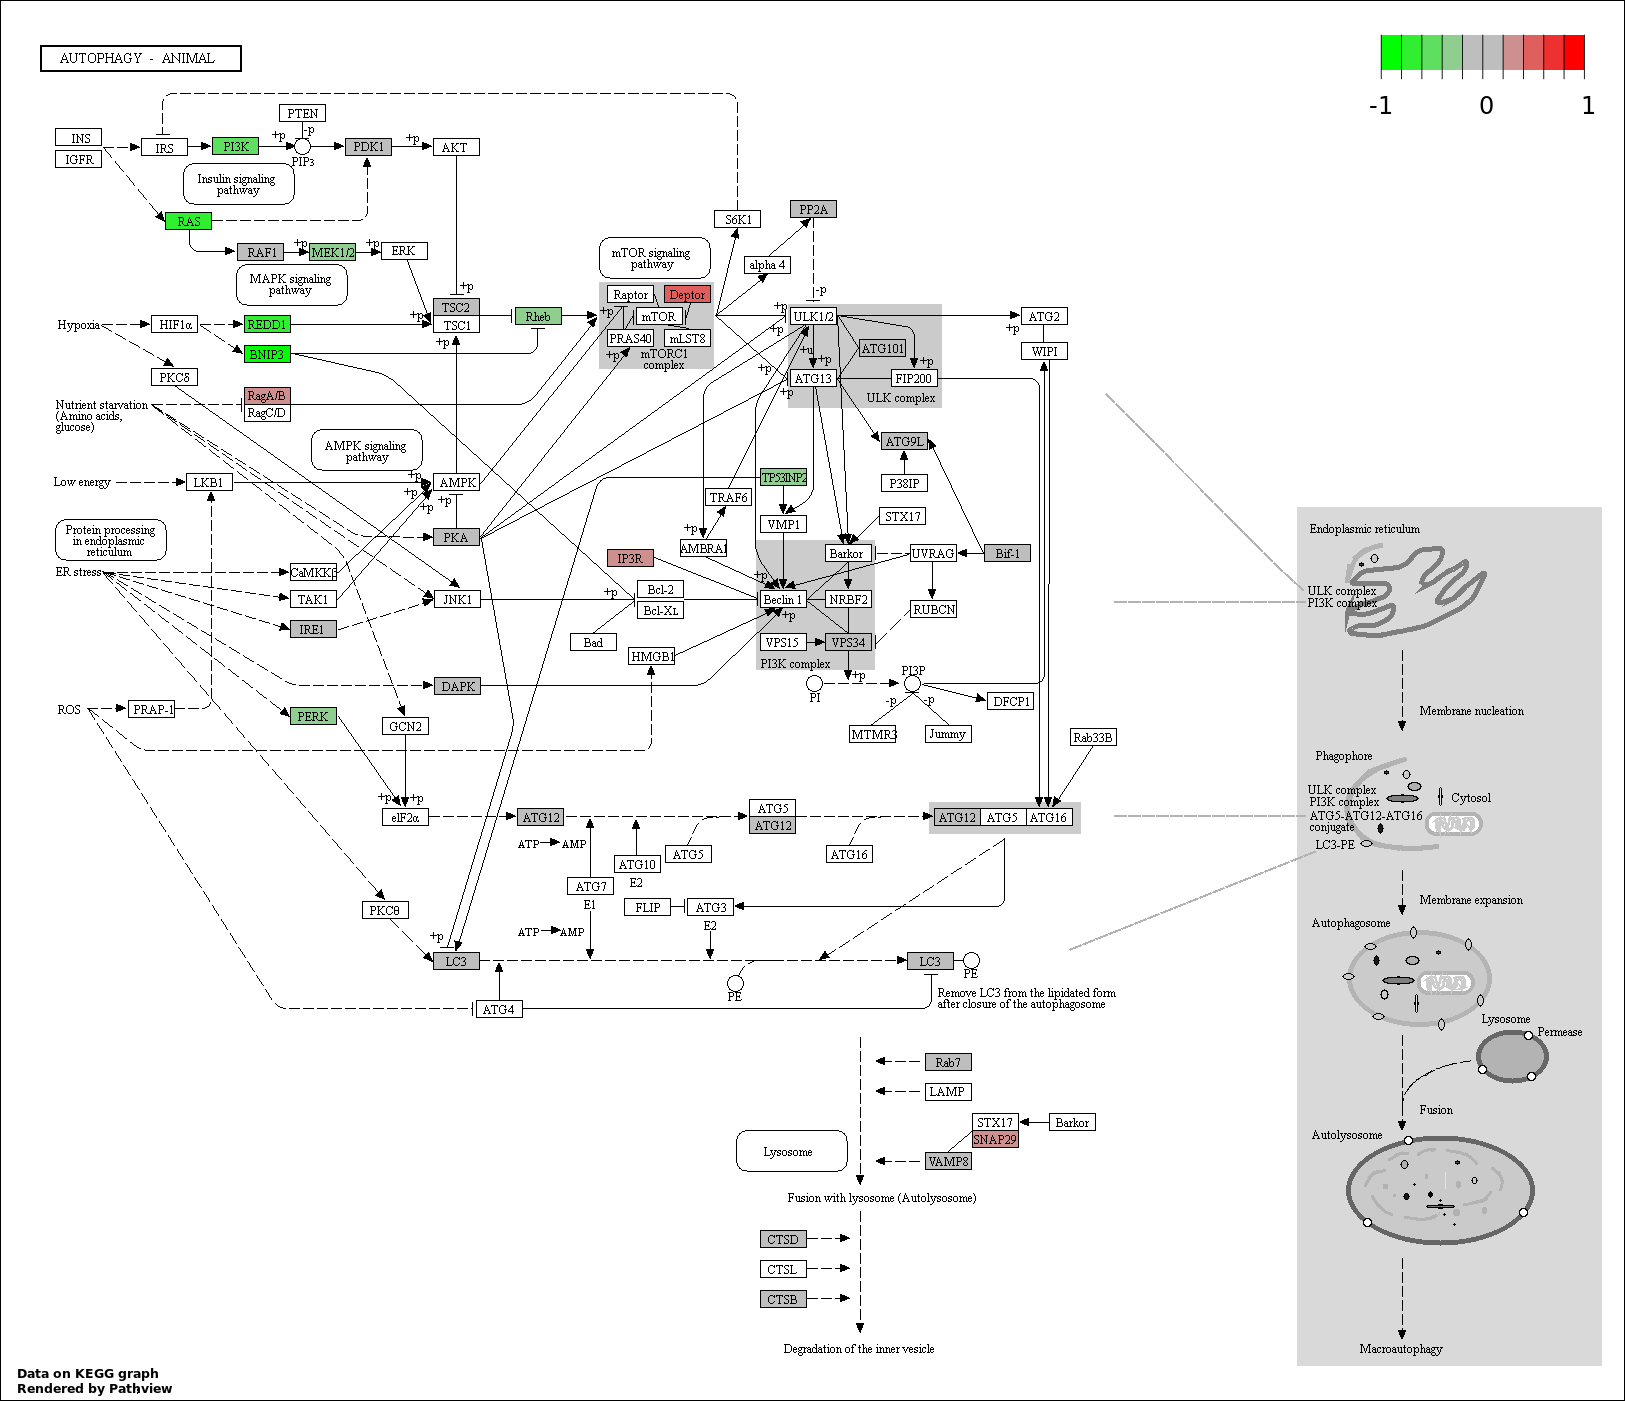 AUTOPHAGY - ANIMAL
-1 0 1
PTEN
INS
IGFR
IRS
PI3K
+p
-p
PIP3
PDK1
+p
AKT
Insulin signaling
pathway
RAS
RAF1
+p
MEK1/2
+p
ERK
MAPK signaling
pathway
S6K1
PP2A
alpha 4
-p
mTOR signaling
pathway
Raptor
Deptor
mTOR
PRAS40
mLST8
mTORC1
complex
+p
+p
+p
TSC2
TSC1
+p
+p
Rheb
Hypoxia
HIF1α
REDD1
BNIP3
PKCδ
Nutrient starvation
(Amino acids,
glucose)
RagA/B
RagC/D
+p
+p
ULK1/2
+u
+p
ATG101
+p
ATG13
FIP200
ULK complex
+p
+p
ATG2
+p
WIPI
ATG9L
P38IP
AMPK signaling
pathway
Low energy
LKB1
+p
+p
+p
AMPK
PKA
TP53INP2
TRAF6
VMP1
STX17
+p
AMBRA1
Barkor
UVRAG
Bif-1
Protein processing
in endoplasmic
reticulum
ER stress
CaMKKβ
TAK1
IRE1
JNK1
IP3R
+p
Bcl-2
Bcl-XL
Bad
HMGB1
+p
Beclin 1
+p
NRBF2
RUBCN
VPS15
VPS34
PI3K complex
+p
PI
PI3P
-p
-p
MTMR3
Jummy
DFCP1
DAPK
ROS
PRAP-1
PERK
GCN2
Rab33B
+p
+p
eIF2α
ATG12
ATG5
ATG12
ATG12
ATG5
ATG16
ATP
AMP
ATG10
E2
ATG5
ATG16
ATG7
E1
FLIP
ATG3
E2
ATP
AMP
PKCθ
+p
LC3
LC3
PE
PE
ATG4
Remove LC3 from the lipidated form
after closure of the autophagosome
Rab7
LAMP
STX17
SNAP29
Barkor
VAMP8
Lysosome
Fusion with lysosome (Autolysosome)
CTSD
CTSL
CTSB
Degradation of the inner vesicle
Endoplasmic reticulum
ULK complex
PI3K complex
Membrane nucleation
Phagophore
ULK complex
PI3K complex
Cytosol
ATG5-ATG12-ATG16
conjugate
LC3-PE
Membrane expansion
Autophagosome
Lysosome
Permease
Fusion
Autolysosome
Macroautophagy
Data on KEGG graph
Rendered by Pathview